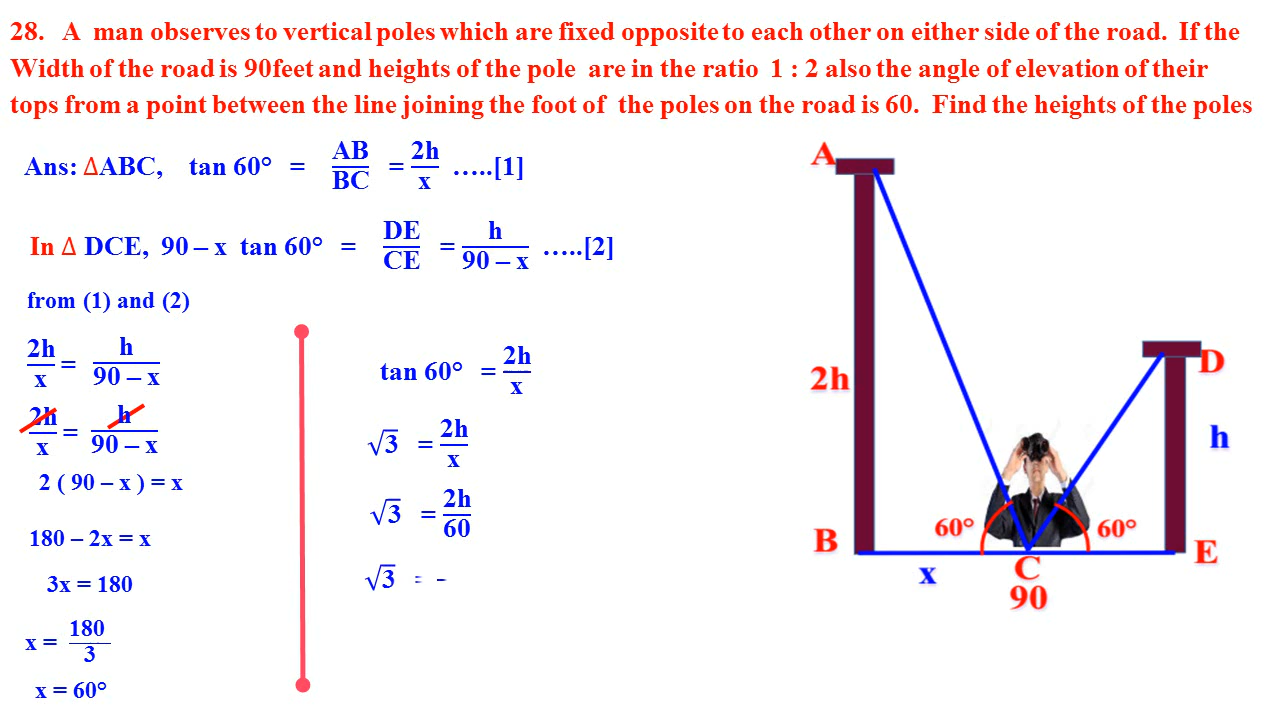 28. A man observes to vertical poles which are fixed opposite to each other on either side of the road. If the
Width of the road is 90feet and heights of the pole are in the ratio 1 : 2 also the angle of elevation of their
tops from a point between the line joining the foot of the poles on the road is 60. Find the heights of the poles
Ans: ∆ABC, tan 60° = AB/BC = 2h/x …..[1]
In ∆ DCE, 90 – x tan 60° = DE/CE = h/90 – x …..[2]
from (1) and (2)
2h/x = h/90 – x
2h/x = h/90 – x
2 ( 90 – x ) = x
180 – 2x = x
3x = 180
x = 180/3
x = 60°
tan 60° = 2h/x
√3 = 2h/x
√3 = 2h/60
√3 = –
A
D
2h
h
60° 60°
B C E
x
90